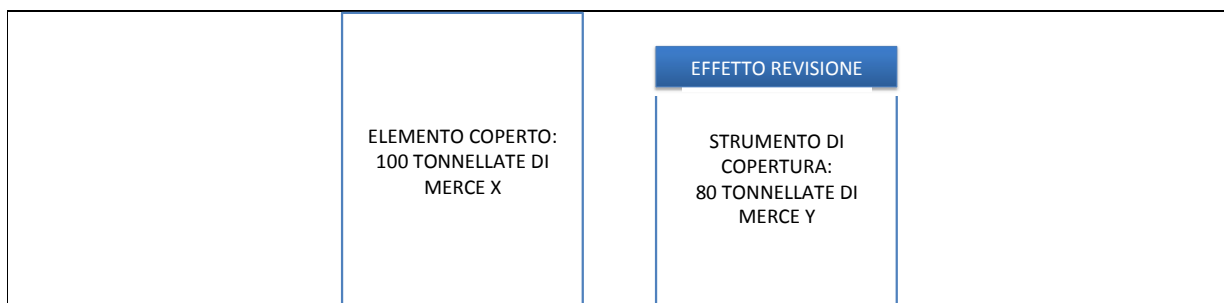 EFFETTO REVISIONE
ELEMENTO COPERTO:
100 TONNELLATE DI
MERCE X
STRUMENTO DI
COPERTURA:
80 TONNELLATE DI
MERCE Y